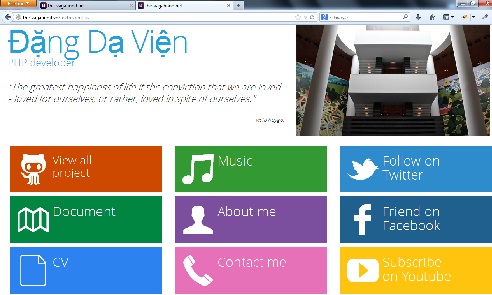 Đặng Dạ Viện
PHP developer
"The greatest happiness of life it the conviction that we are loved
- loved for ourselves, or rather, loved in spite of ourselves."
View all
project
Music
Follow on
Twitter
Document
About me
Friend on
Facebook
CV
Contact me
Subscribe
on Youtube